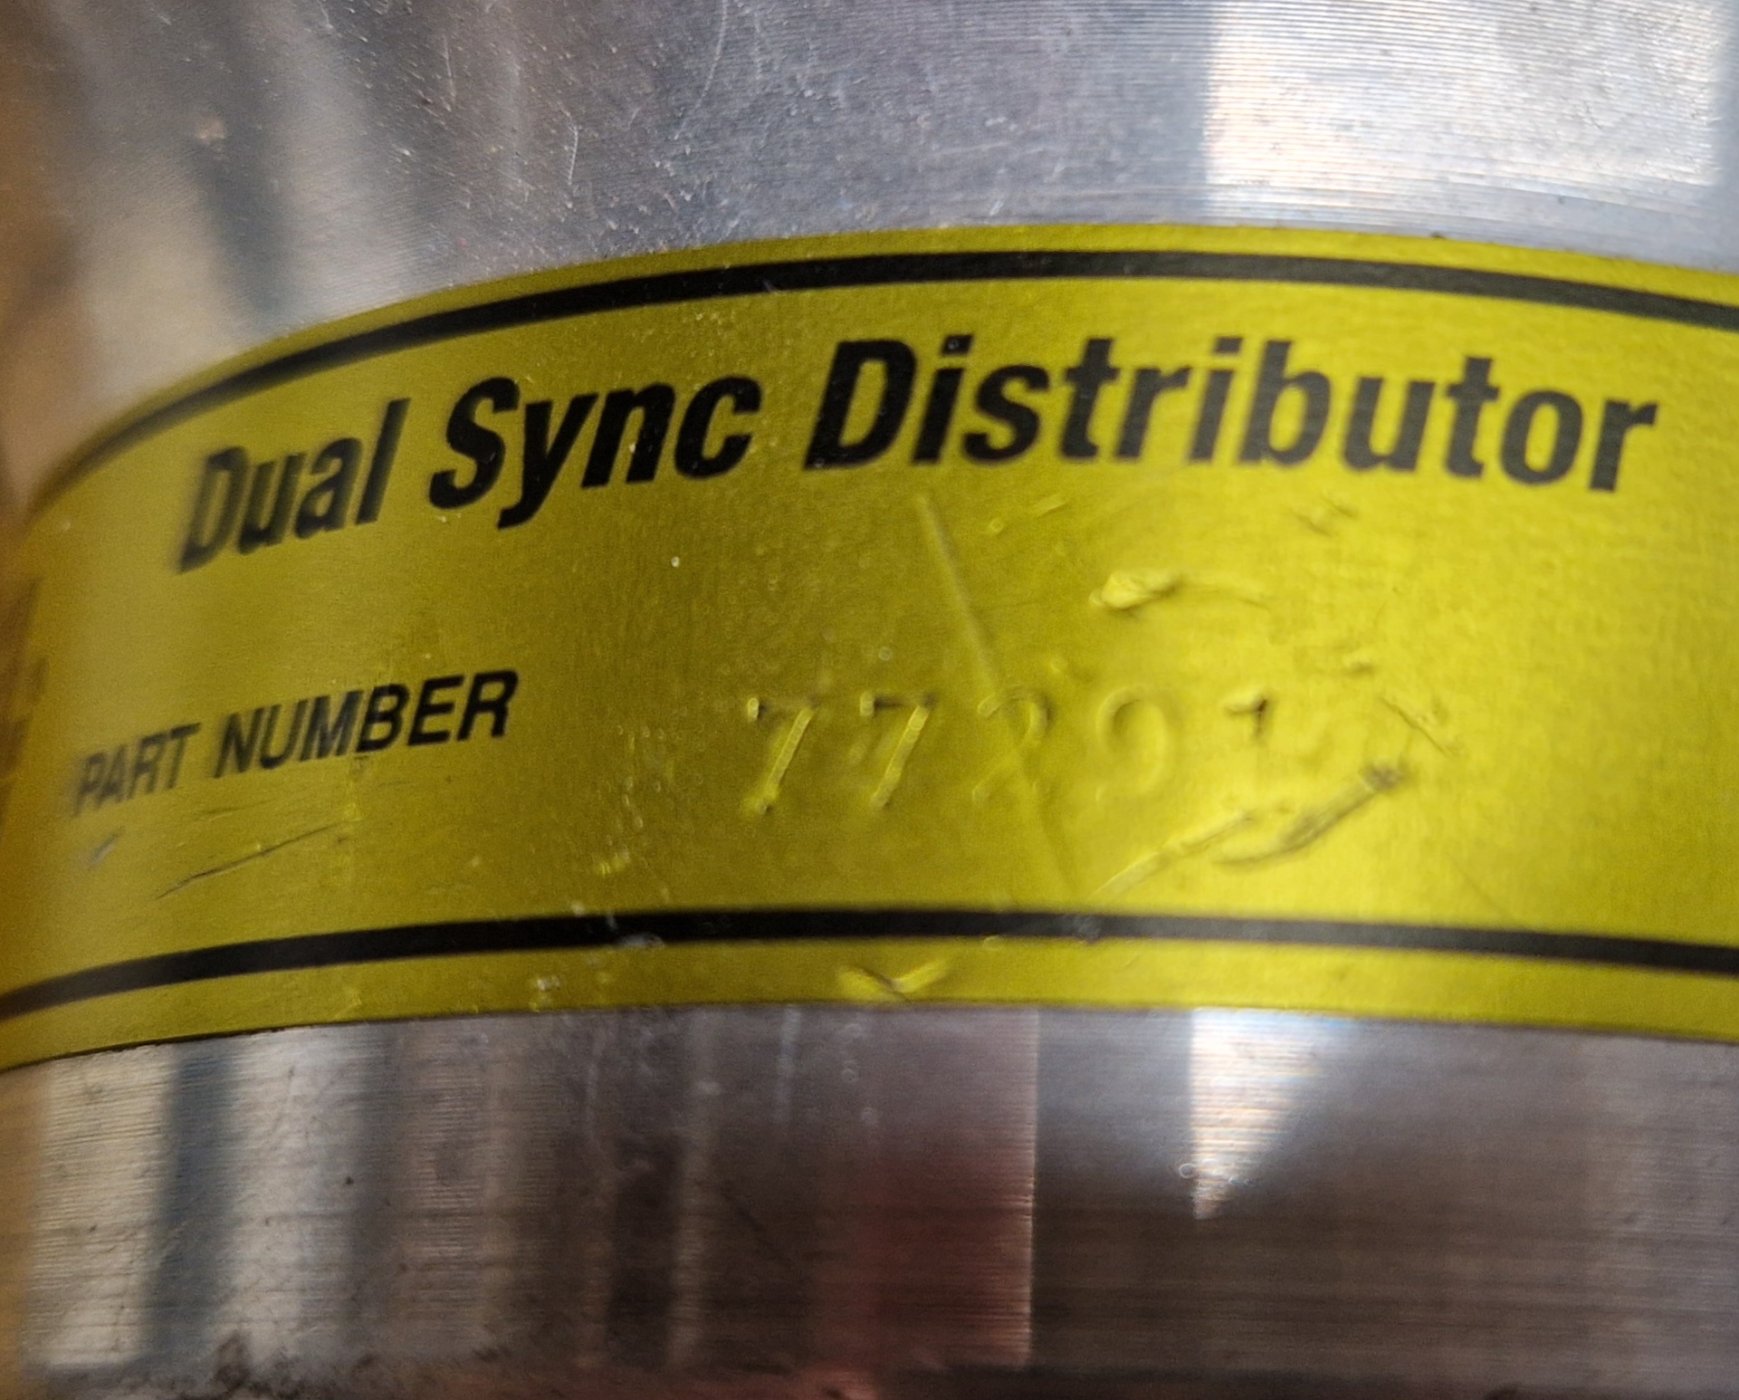 Dual Sync Distributor
PART NUMBER